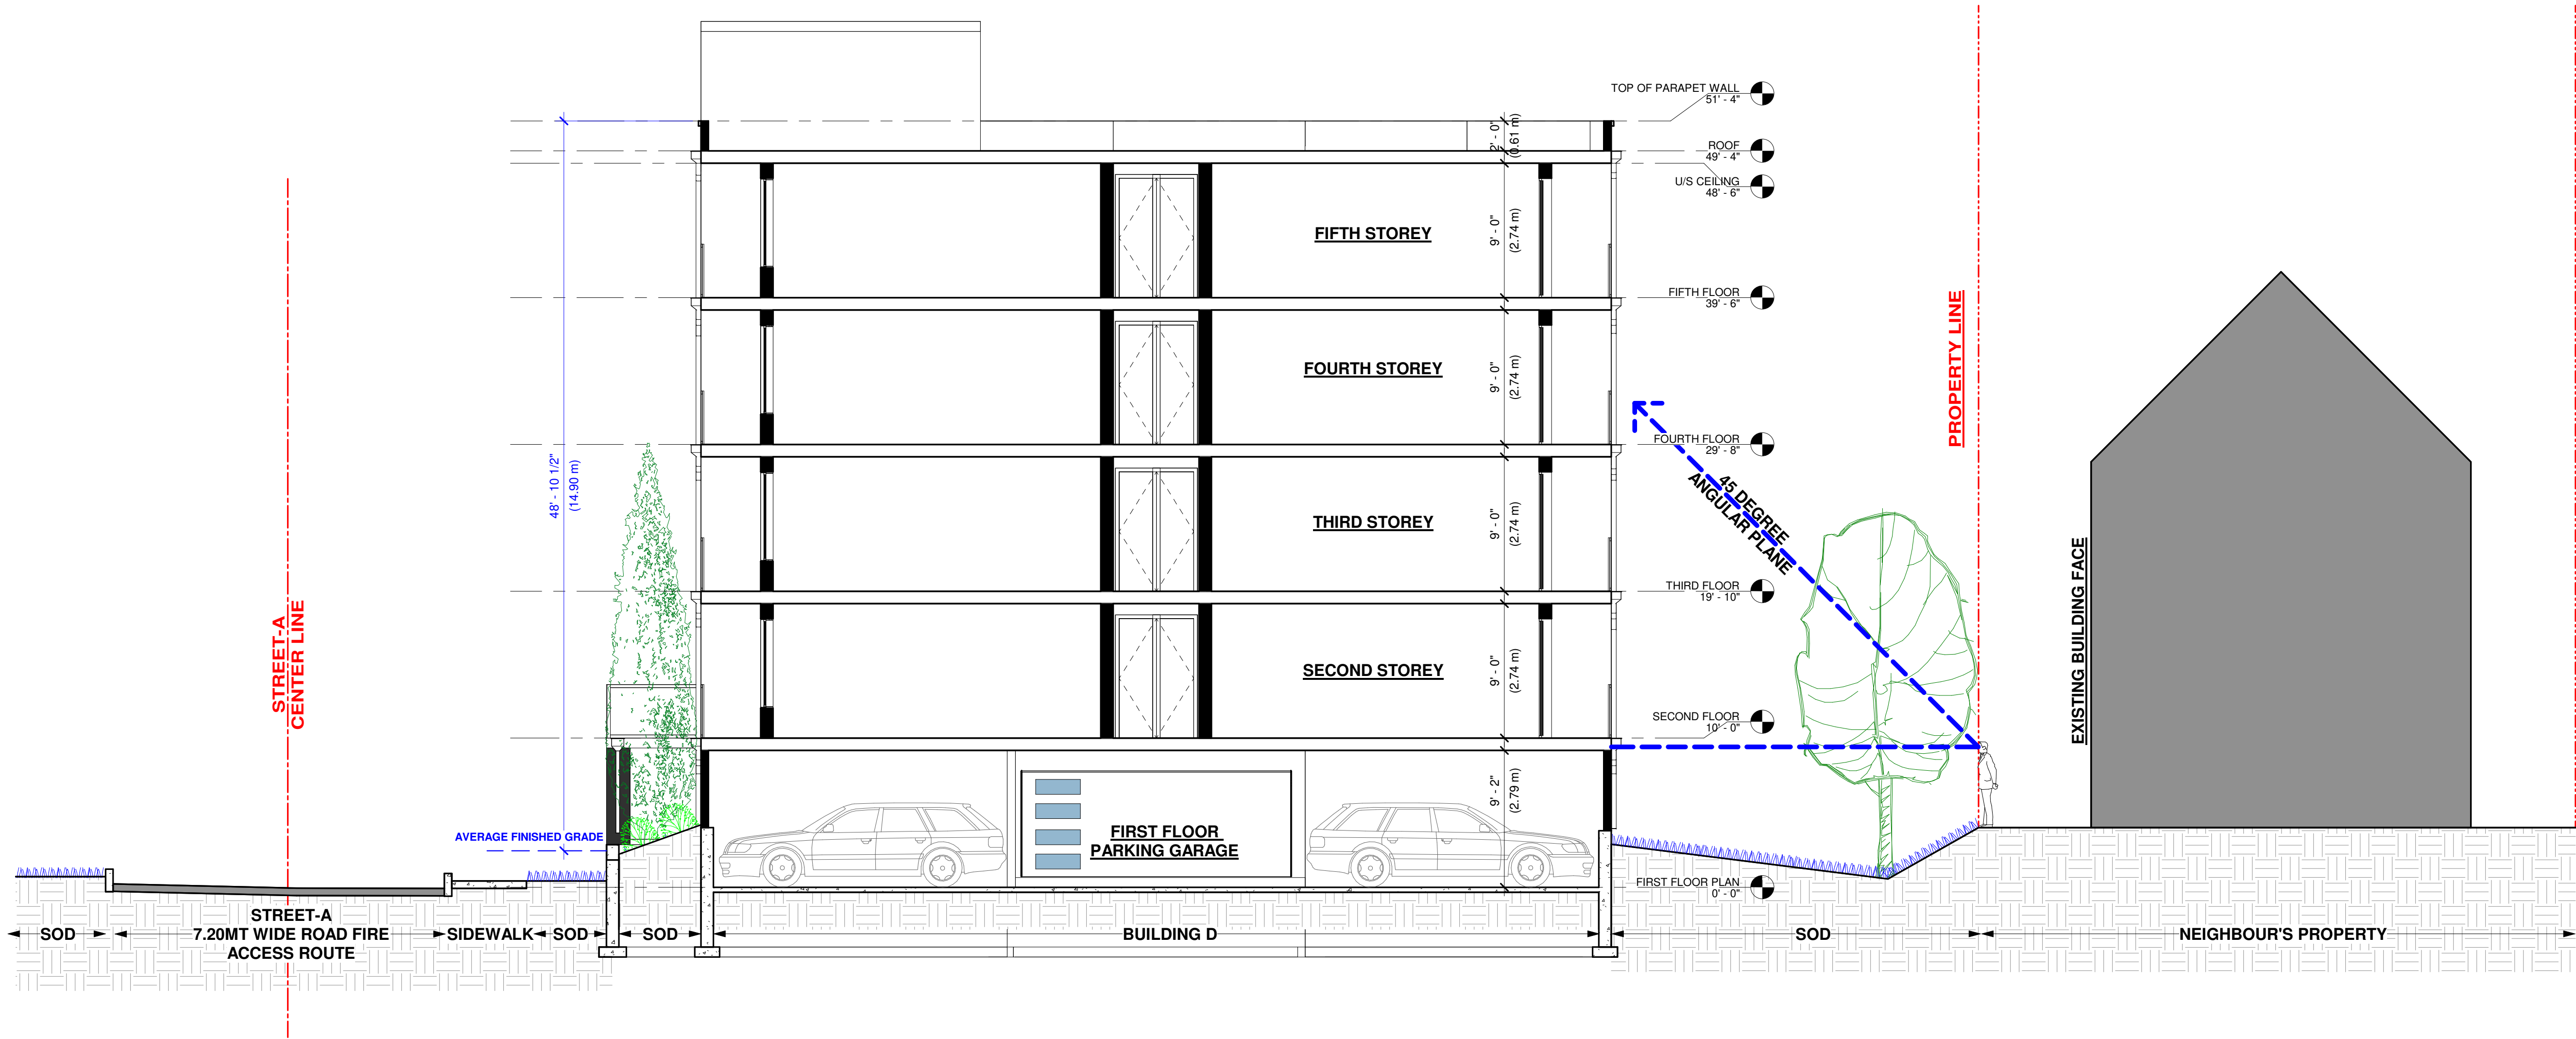 TOP OF PARAPET WALL
51' - 4"
2' - 0"
(0.61 m)
ROOF
49' - 4"
U/S CEILING
48' - 6"
FIFTH STOREY
9' - 0"
(2.74 m)
FIFTH FLOOR
39' - 6"
FOURTH STOREY
9' - 0"
(2.74 m)
FOURTH FLOOR
29' - 8"
PROPERTY LINE
48' - 10 1/2"
(14.90 m)
THIRD STOREY
9' - 0"
(2.74 m)
45 DEGREE
ANGULAR PLANE
THIRD FLOOR
19' - 10"
STREET-A
CENTER LINE
SECOND STOREY
9' - 0"
(2.74 m)
EXISTING BUILDING FACE
SECOND FLOOR
10' - 0"
9' - 2"
(2.79 m)
AVERAGE FINISHED GRADE
FIRST FLOOR
PARKING GARAGE
FIRST FLOOR PLAN
0' - 0"
SOD
STREET-A
7.20MT WIDE ROAD FIRE
ACCESS ROUTE
SIDEWALK
SOD
SOD
BUILDING D
SOD
NEIGHBOUR'S PROPERTY